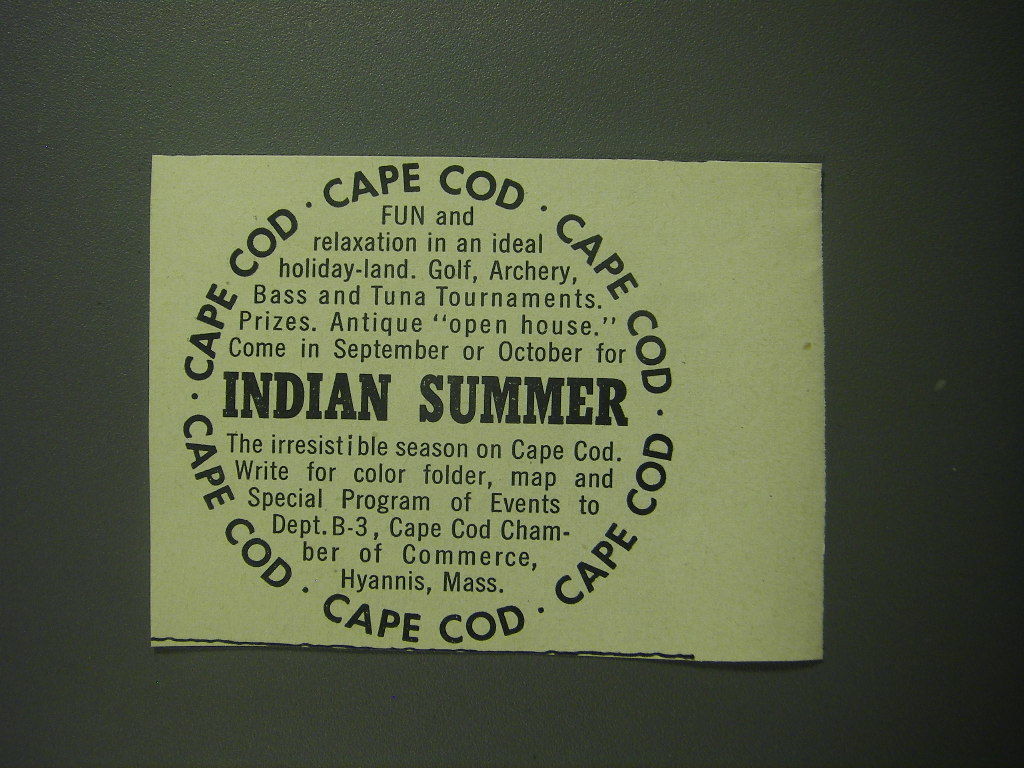 CAPE COD · CAPE COD · CAPE COD · CAPE COD · CAPE COD · CAPE COD ·
FUN and
relaxation in an ideal
holiday-land. Golf, Archery,
Bass and Tuna Tournaments.
Prizes. Antique "open house."
Come in September or October for
INDIAN SUMMER
The irresistible season on Cape Cod.
Write for color folder, map and
Special Program of Events to
Dept. B-3, Cape Cod Cham-
ber of Commerce,
Hyannis, Mass.